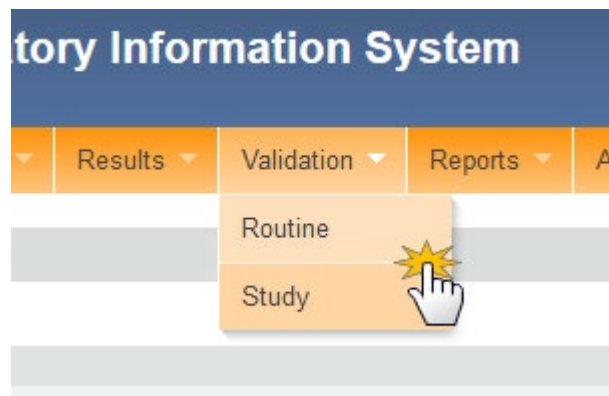 tory Information System
Results Validation Reports A
Routine
Study